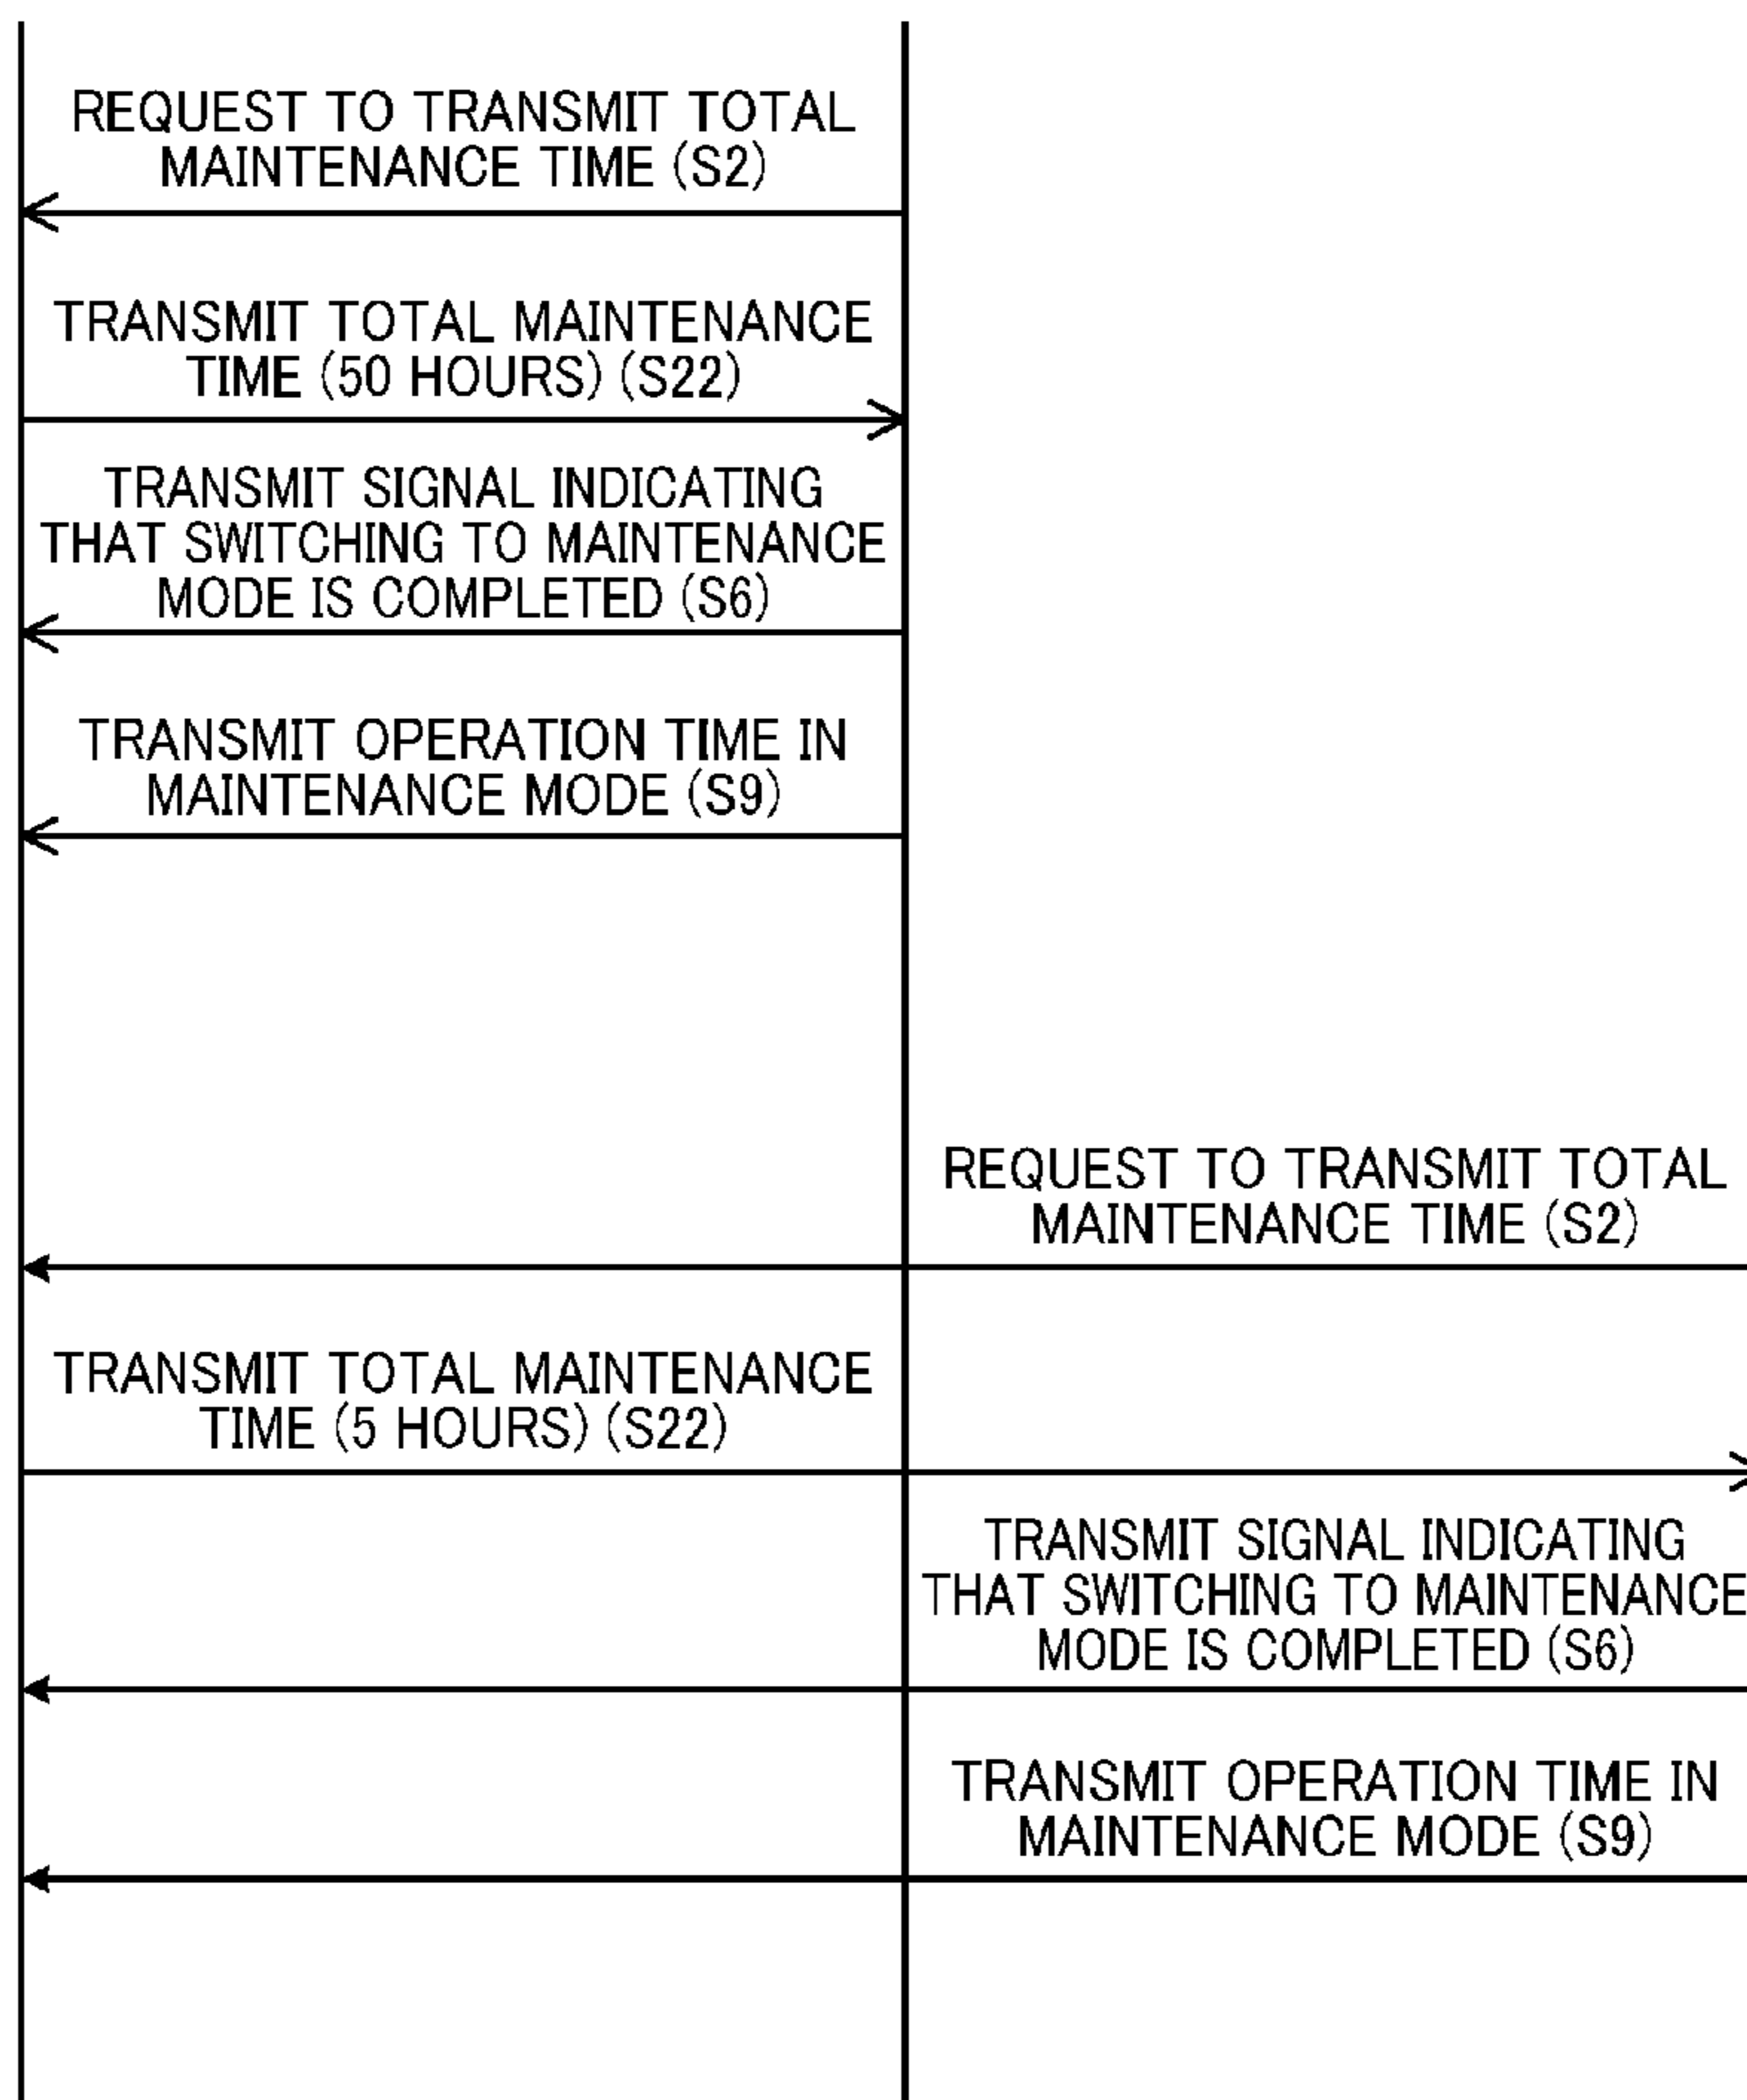 REQUEST TO TRANSMIT TOTAL
MAINTENANCE TIME (S2)
TRANSMIT TOTAL MAINTENANCE
TIME (50 HOURS) (S22)
TRANSMIT SIGNAL INDICATING
THAT SWITCHING TO MAINTENANCE
MODE IS COMPLETED (S6)
TRANSMIT OPERATION TIME IN
MAINTENANCE MODE (S9)
REQUEST TO TRANSMIT TOTAL
MAINTENANCE TIME (S2)
TRANSMIT TOTAL MAINTENANCE
TIME (5 HOURS) (S22)
TRANSMIT SIGNAL INDICATING
THAT SWITCHING TO MAINTENANCE
MODE IS COMPLETED (S6)
TRANSMIT OPERATION TIME IN
MAINTENANCE MODE (S9)